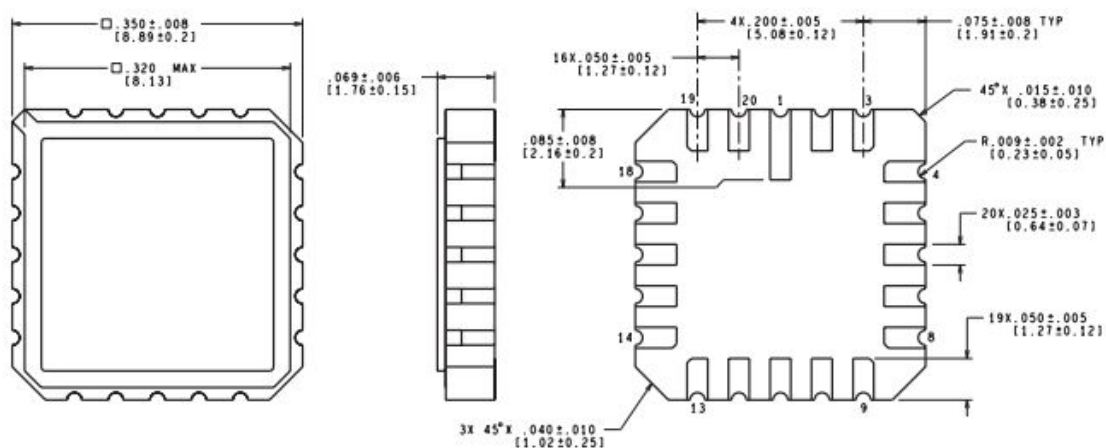 □.350±.008
[8.89±0.2]
□.320 MAX
[8.13]
.069±.006
[1.76±0.15]
4X.200±.005
[5.08±0.12]
.075±.008 TYP
[1.91±0.2]
16X.050±.005
[1.27±0.12]
45°X .015±.010
[0.38±0.25]
19
20
1
3
.085±.008
[2.16±0.2]
R.009±.002 TYP
[0.23±0.05]
18
4
20X.025±.003
[0.64±0.07]
19X.050±.005
[1.27±0.12]
14
8
13
9
3X 45°X .040±.010
[1.02±0.25]